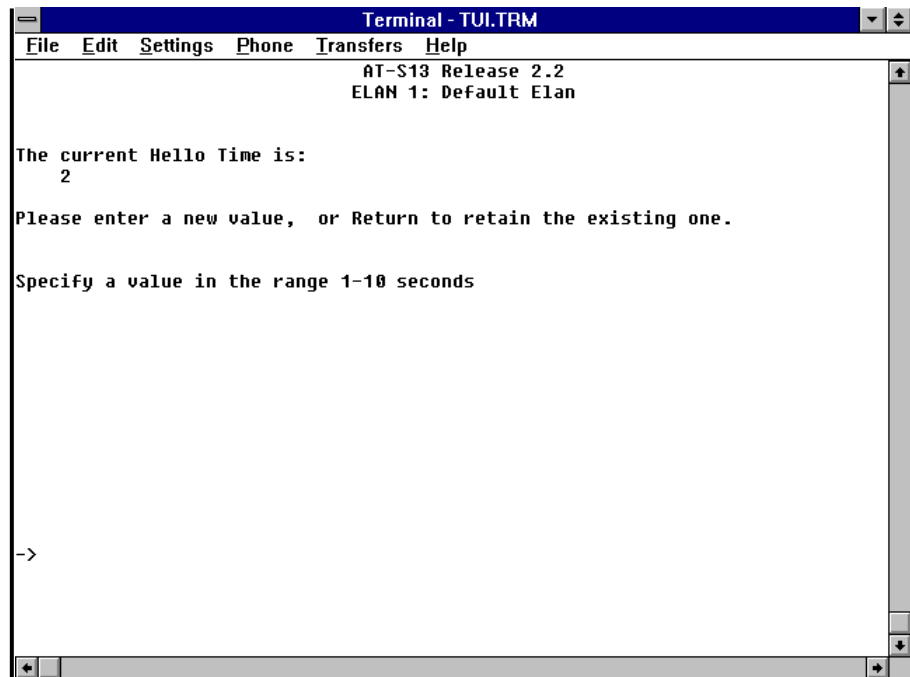 Terminal - TUI.TRM
File Edit Settings Phone Transfers Help
AT-S13 Release 2.2
ELAN 1: Default Elan
The current Hello Time is:
2
Please enter a new value, or Return to retain the existing one.
Specify a value in the range 1-10 seconds
->